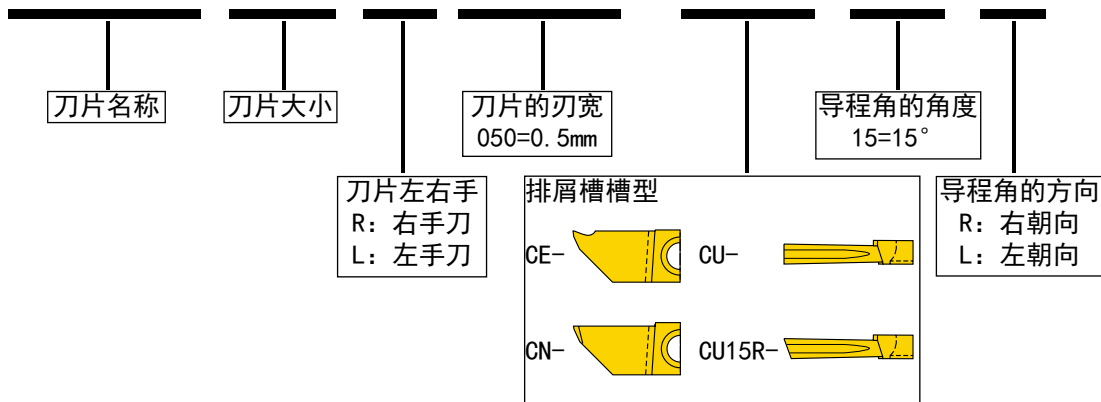 刀片名称
刀片大小
刀片的刃宽
050=0.5mm
导程角的角度
15=15°
刀片左右手
R: 右手刀
L: 左手刀
排屑槽槽型
CE-
CU-
CN-
CU15R-
导程角的方向
R: 右朝向
L: 左朝向